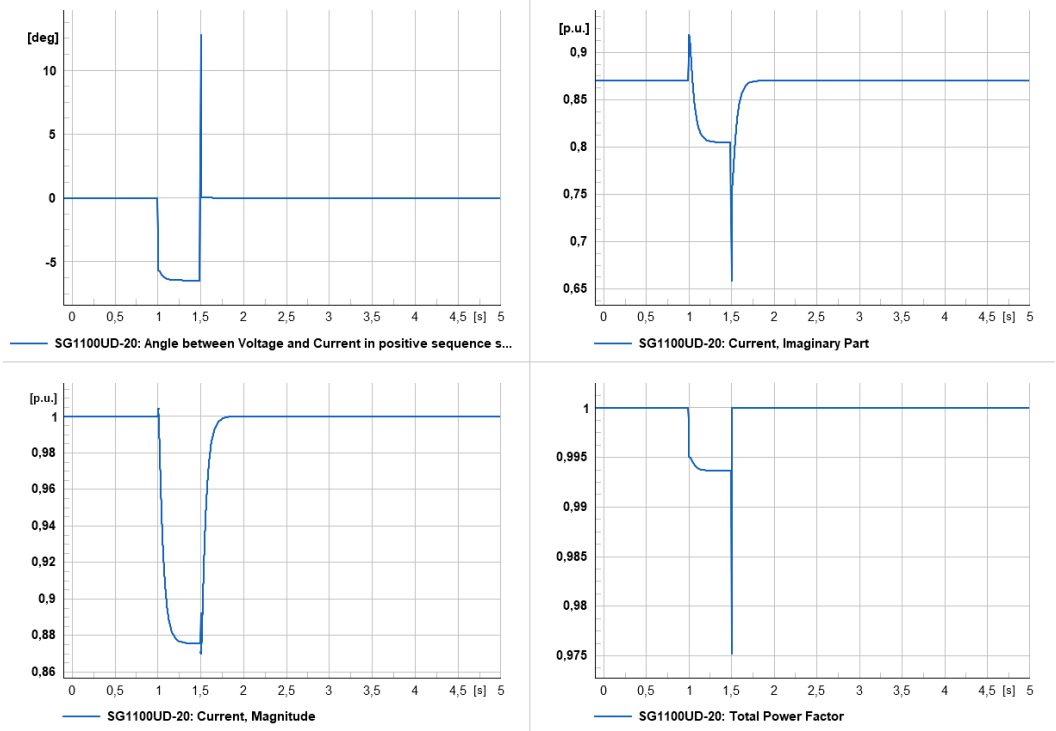 [deg]
10
5
0
-5
0 0,5 1 1,5 2 2,5 3 3,5 4 4,5 [s] 5
SG1100UD-20: Angle between Voltage and Current in positive sequence s...
[p.u.]
0,9
0,85
0,8
0,75
0,7
0,65
0 0,5 1 1,5 2 2,5 3 3,5 4 4,5 [s] 5
SG1100UD-20: Current, Imaginary Part
[p.u.]
1
0,98
0,96
0,94
0,92
0,9
0,88
0,86
0 0,5 1 1,5 2 2,5 3 3,5 4 4,5 [s] 5
SG1100UD-20: Current, Magnitude
1
0,995
0,99
0,985
0,98
0,975
0 0,5 1 1,5 2 2,5 3 3,5 4 4,5 [s] 5
SG1100UD-20: Total Power Factor